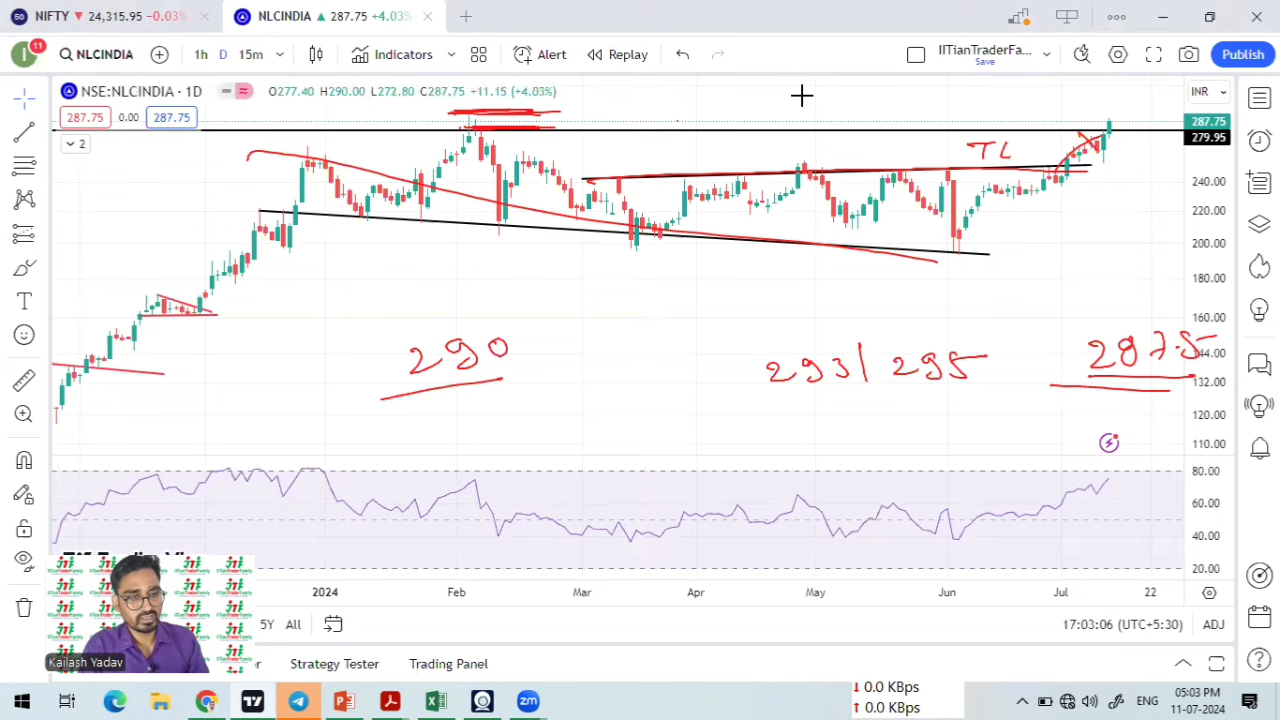 NIFTY ▼ 24,315.95 -0.03%
NLCINDIA ▲ 287.75 +4.03%
11
NLCINDIA
1h D 15m
Indicators
Alert
Replay
IITianTraderFa...
Save
Publish
NSE:NLCINDIA · 1D
O277.40 H290.00 L272.80 C287.75 +11.15 (+4.03%)
INR
287.75 0.00 287.75
287.75
279.95
2
TL
240.00
220.00
200.00
180.00
160.00
144.00
132.00
120.00
110.00
290
293/295
287.5
80.00
60.00
40.00
20.00
2024 Feb Mar Apr May Jun Jul 22
5Y All
17:03:06 (UTC+5:30) ADJ
Kailash Yadav
Strategy Tester
Trading Panel
↓ 0.0 KBps
↑ 0.0 KBps
ENG
05:03 PM
11-07-2024